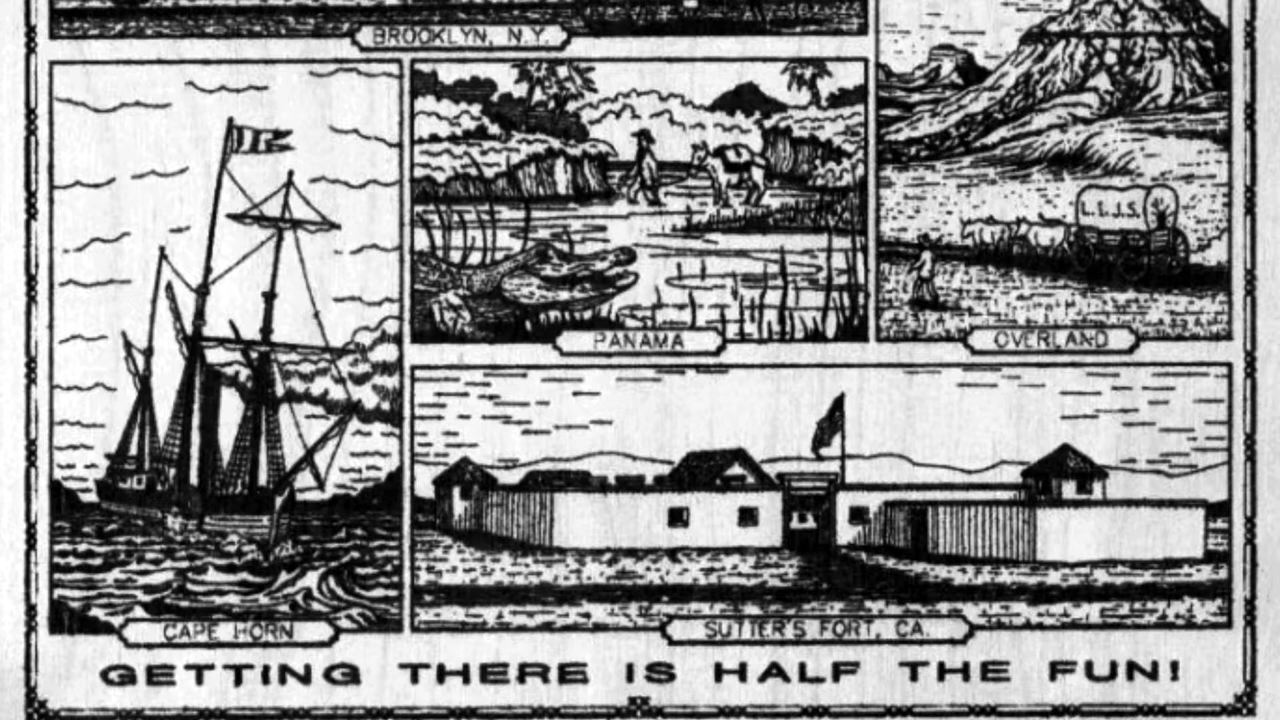 BROOKLYN, N.Y.
L.I.J.S.
PANAMA
OVERLAND
CAPE HORN
SUTTER'S FORT, CA.
GETTING THERE IS HALF THE FUN!